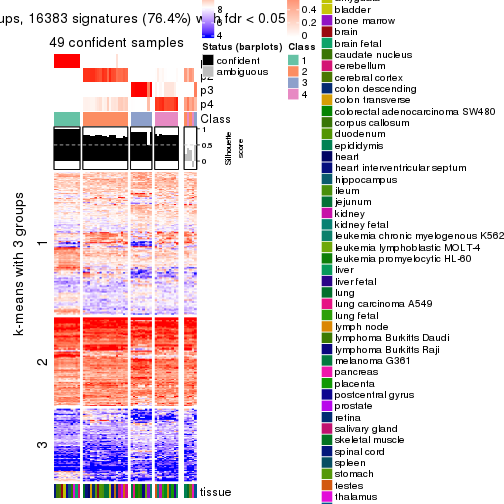 ups, 16383 signatures (76.4%) with fdr < 0.05
49 confident samples
p3
p4
Class
1
0.5
0
Silhouette
score
k-means with 3 groups
1
2
3
tissue
8
6
4
Status (barplots)
confident
ambiguous
0.4
0.2
0
Class
1
2
3
4
bladder
bone marrow
brain
brain fetal
caudate nucleus
cerebellum
cerebral cortex
colon descending
colon transverse
colorectal adenocarcinoma SW480
corpus callosum
duodenum
epididymis
heart
heart interventricular septum
hippocampus
ileum
jejunum
kidney
kidney fetal
leukemia chronic myelogenous K562
leukemia lymphoblastic MOLT-4
leukemia promyelocytic HL-60
liver
liver fetal
lung
lung carcinoma A549
lung fetal
lymph node
lymphoma Burkitts Daudi
lymphoma Burkitts Raji
melanoma G361
pancreas
placenta
postcentral gyrus
prostate
retina
salivary gland
skeletal muscle
spinal cord
spleen
stomach
testes
thalamus